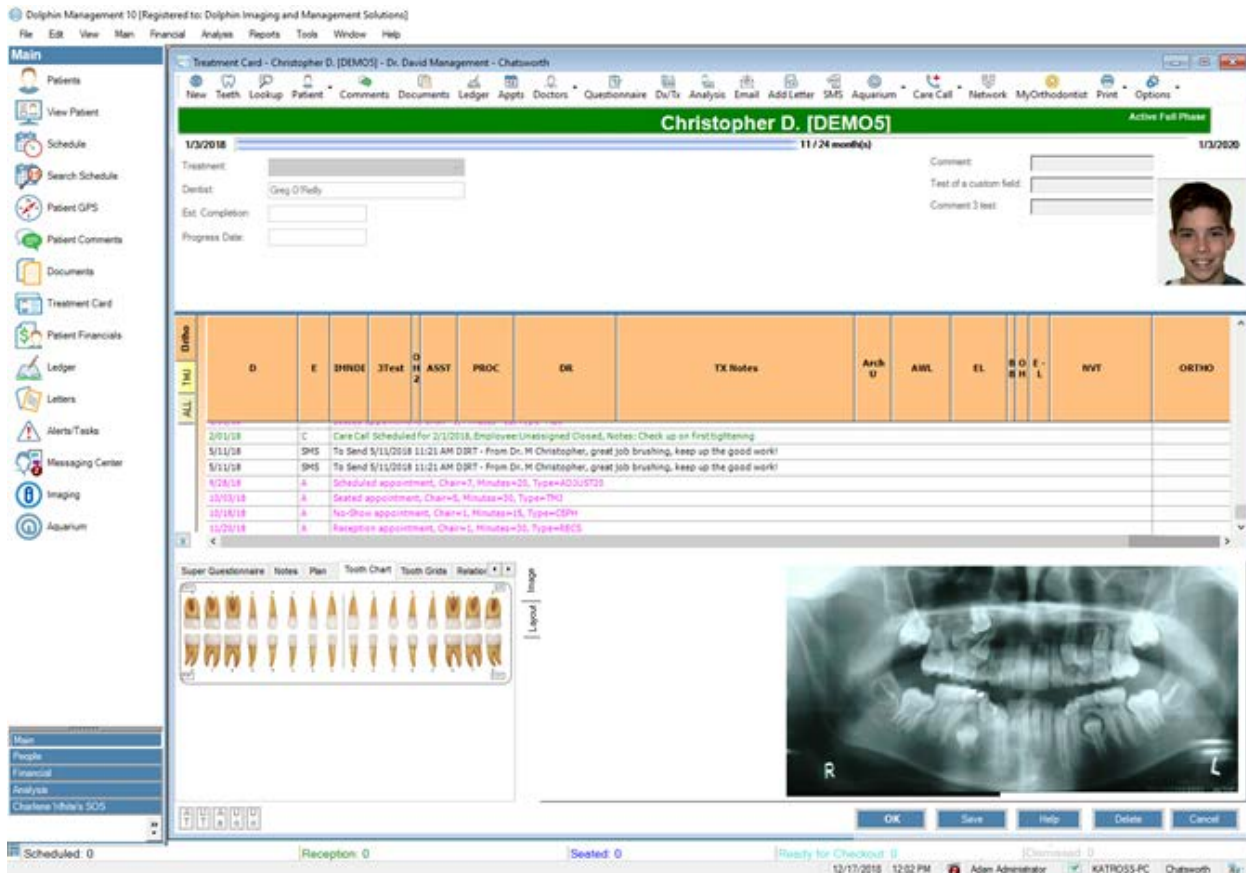 Dolphin Management 10 [Registered to: Dolphin Imaging and Management Solutions]
File Edit View Main Financial Analysis Reports Tools Window Help
Main
Patients
View Patient
Schedule
Search Schedule
Patient GPS
Patient Comments
Documents
Treatment Card
Patient Financials
Ledger
Letters
Alerts/Tasks
Messaging Center
Imaging
Aquarium
Main
People
Financial
Analysis
Charlene White's SOS
Treatment Card - Christopher D. [DEMO5] - Dr. David Management - Chatsworth
New Teeth Lookup Patient Comments Documents Ledger Appts Doctors Questionnaire Dx/Tx Analysis Email Add Letter SMS Aquarium Care Call Network MyOrthodontist Print Options
Christopher D. [DEMO5] Active Full Phase
1/3/2018 11 / 24 month(s) 1/3/2020
Treatment:
Dentist: Greg O'Reilly
Est. Completion:
Progress Date:
Comment:
Test of a custom field:
Comment 3 test:
Ortho
TMJ
ALL
D E 3Test OH2 ASST PROC DR TX Notes Arch U AWL EL OH E-L NVT ORTHO
2/01/18 C Care Call Scheduled for 2/1/2018, Employee:Unassigned Closed, Notes: Check up on first tightening
5/11/18 SMS To Send 5/11/2018 11:21 AM DIRT - From Dr. M Christopher, great job brushing, keep up the good work!
5/11/18 SMS To Send 5/11/2018 11:21 AM DIRT - From Dr. M Christopher, great job brushing, keep up the good work!
9/28/18 A Scheduled appointment, Chair=7, Minutes=20, Type=ADJUST20
10/03/18 A Seated appointment, Chair=5, Minutes=30, Type=TMJ
10/18/18 A No-Show appointment, Chair=1, Minutes=15, Type=CEPH
11/20/18 A Reception appointment, Chair=1, Minutes=30, Type=RECS
Super Questionnaire Notes Plan Tooth Chart Tooth Grids
Image
Layout
R L
OK Save Help Delete Cancel
Scheduled: 0 Reception: 0 Seated: 0 Ready for Checkout: 0 Dismissed: 0
12/17/2018 12:02 PM Adam Administrator KATROSS-PC Chatsworth